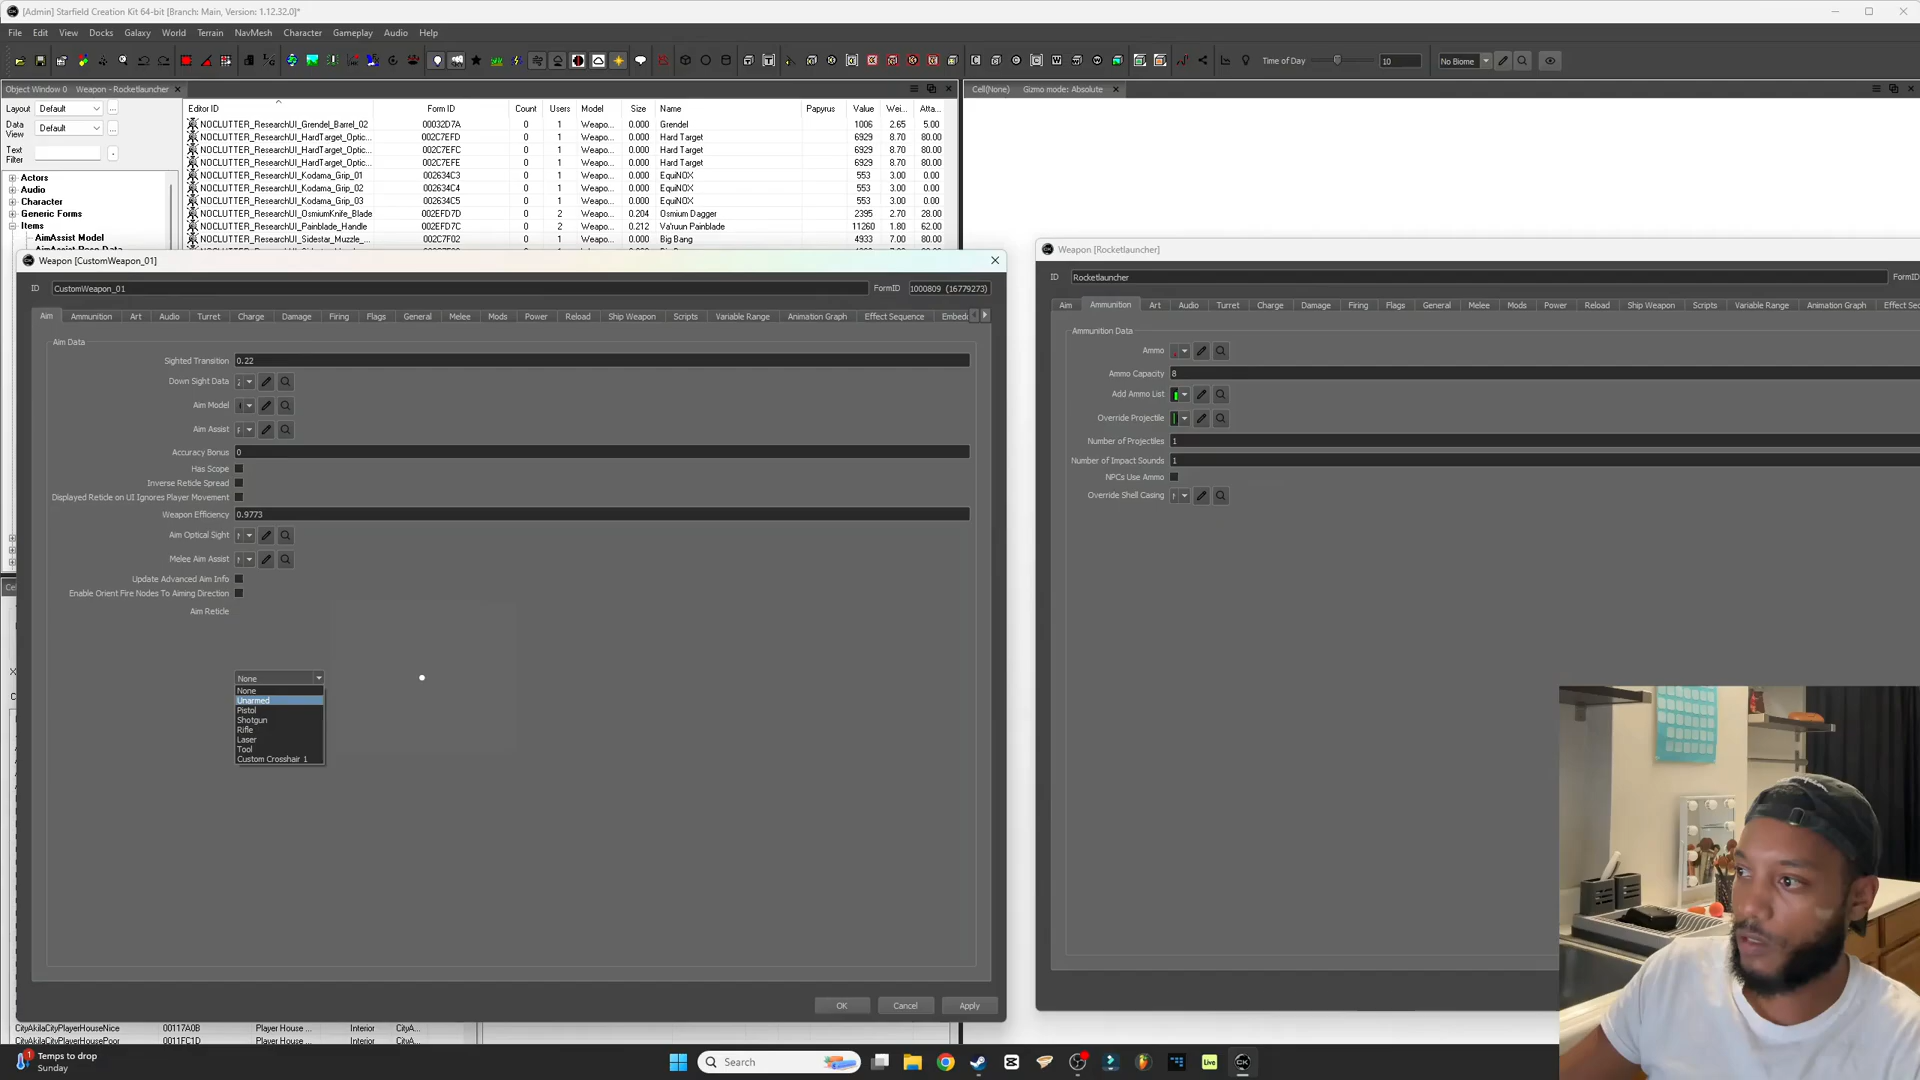 [Admin] Starfield Creation Kit 64-bit [Branch: Main, Version: 1.12.32.0]*
File Edit View Docks Galaxy World Terrain NavMesh Character Gameplay Audio Help
Time of Day 10 No Biome
Object Window 0 Weapon - Rocketlauncher
Cell(None) Gizmo mode: Absolute
Layout Default ...
Data View Default ...
Text Filter
Actors
Audio
Character
Generic Forms
Items
AimAssist Model
Editor ID Form ID Count Users Model Size Name Papyrus Value Wei... Atta...
NOCLUTTER_ResearchUI_Grendel_Barrel_02 00032D7A 0 1 Weapo... 0.000 Grendel 1006 2.65 5.00
NOCLUTTER_ResearchUI_HardTarget_Optic... 002C7EFD 0 1 Weapo... 0.000 Hard Target 6929 8.70 80.00
NOCLUTTER_ResearchUI_HardTarget_Optic... 002C7EFC 0 1 Weapo... 0.000 Hard Target 6929 8.70 80.00
NOCLUTTER_ResearchUI_HardTarget_Optic... 002C7EFE 0 1 Weapo... 0.000 Hard Target 6929 8.70 80.00
NOCLUTTER_ResearchUI_Kodama_Grip_01 002634C3 0 1 Weapo... 0.000 EquiNOX 553 3.00 0.00
NOCLUTTER_ResearchUI_Kodama_Grip_02 002634C4 0 1 Weapo... 0.000 EquiNOX 553 3.00 0.00
NOCLUTTER_ResearchUI_Kodama_Grip_03 002634C5 0 1 Weapo... 0.000 EquiNOX 553 3.00 0.00
NOCLUTTER_ResearchUI_OsmiumKnife_Blade 002EFD7D 0 2 Weapo... 0.204 Osmium Dagger 2395 2.70 28.00
NOCLUTTER_ResearchUI_Painblade_Handle 002EFD7C 0 2 Weapo... 0.212 Va'ruun Painblade 11260 1.80 62.00
NOCLUTTER_ResearchUI_Sidestar_Muzzle_... 002C7F02 0 1 Weapo... 0.000 Big Bang 4933 7.00 80.00
Weapon [CustomWeapon_01]
ID CustomWeapon_01 FormID 1000809 (16779273)
Aim Ammunition Art Audio Turret Charge Damage Firing Flags General Melee Mods Power Reload Ship Weapon Scripts Variable Range Animation Graph Effect Sequence Embed
Aim Data
Sighted Transition 0.22
Down Sight Data
Aim Model
Aim Assist
Accuracy Bonus 0
Has Scope
Inverse Reticle Spread
Displayed Reticle on UI Ignores Player Movement
Weapon Efficiency 0.9773
Aim Optical Sight
Melee Aim Assist
Update Advanced Aim Info
Enable Orient Fire Nodes To Aiming Direction
Aim Reticle
None
None
Unarmed
Pistol
Shotgun
Rifle
Laser
Tool
Custom Crosshair 1
OK Cancel Apply
Weapon [Rocketlauncher]
ID Rocketlauncher FormID
Aim Ammunition Art Audio Turret Charge Damage Firing Flags General Melee Mods Power Reload Ship Weapon Scripts Variable Range Animation Graph Effect Seq
Ammunition Data
Ammo
Ammo Capacity 8
Add Ammo List
Override Projectile
Number of Projectiles 1
Number of Impact Sounds 1
NPCs Use Ammo
Override Shell Casing
CityAkilaCityPlayerHouseNice 00117A0B Player House ... Interior CityA...
CityAkilaCityPlayerHousePoor 0011FC1D Player House ... Interior CityA...
1
Temps to drop
Sunday
Search
Live
CK